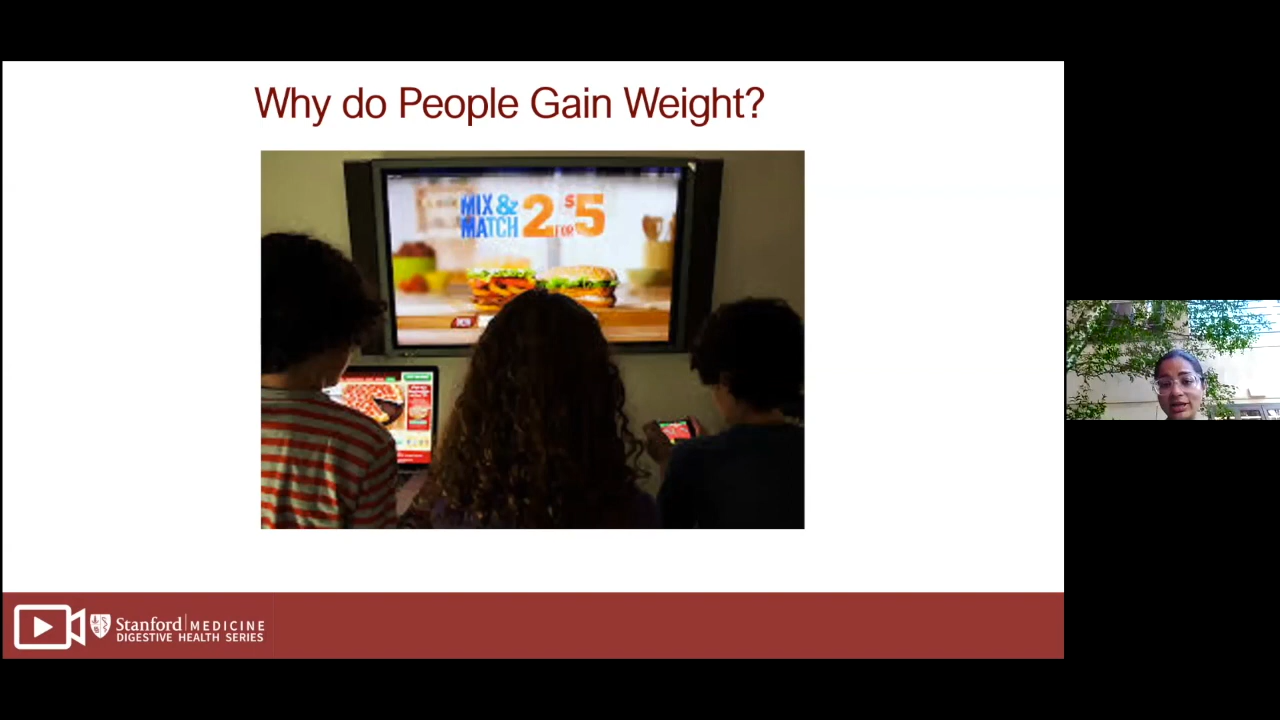 Why do People Gain Weight?
MIX &
MATCH
2 FOR $5
Stanford MEDICINE
DIGESTIVE HEALTH SERIES